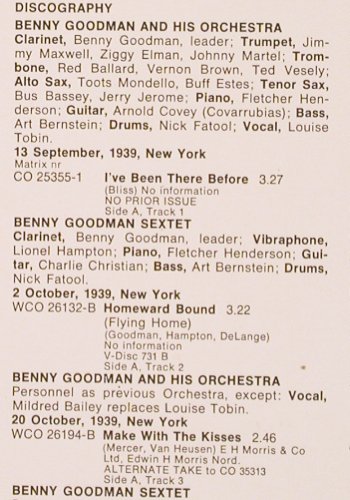 DISCOGRAPHY
BENNY GOODMAN AND HIS ORCHESTRA
Clarinet, Benny Goodman, leader; Trumpet, Jim-
my Maxwell, Ziggy Elman, Johnny Martel; Trom-
bone, Red Ballard, Vernon Brown, Ted Vesely;
Alto Sax, Toots Mondello, Buff Estes; Tenor Sax,
Bus Bassey, Jerry Jerome; Piano, Fletcher Hen-
derson; Guitar, Arnold Covey (Covarrubias); Bass,
Art Bernstein; Drums, Nick Fatool; Vocal, Louise
Tobin.
13 September, 1939, New York
Matrix nr
CO 25355-1 I've Been There Before 3.27
(Bliss) No information
NO PRIOR ISSUE
Side A, Track 1
BENNY GOODMAN SEXTET
Clarinet, Benny Goodman, leader; Vibraphone,
Lionel Hampton; Piano, Fletcher Henderson; Gui-
tar, Charlie Christian; Bass, Art Bernstein; Drums,
Nick Fatool.
2 October, 1939, New York
WCO 26132-B Homeward Bound 3.22
(Flying Home)
(Goodman, Hampton, DeLange)
No information
V-Disc 731 B
Side A, Track 2
BENNY GOODMAN AND HIS ORCHESTRA
Personnel as previous Orchestra, except: Vocal,
Mildred Bailey replaces Louise Tobin.
20 October, 1939, New York
WCO 26194-B Make With The Kisses 2.46
(Mercer, Van Heusen) E H Morris & Co
Ltd, Edwin H Morris Nord.
ALTERNATE TAKE to CO 35313
Side A, Track 3
BENNY GOODMAN SEXTET